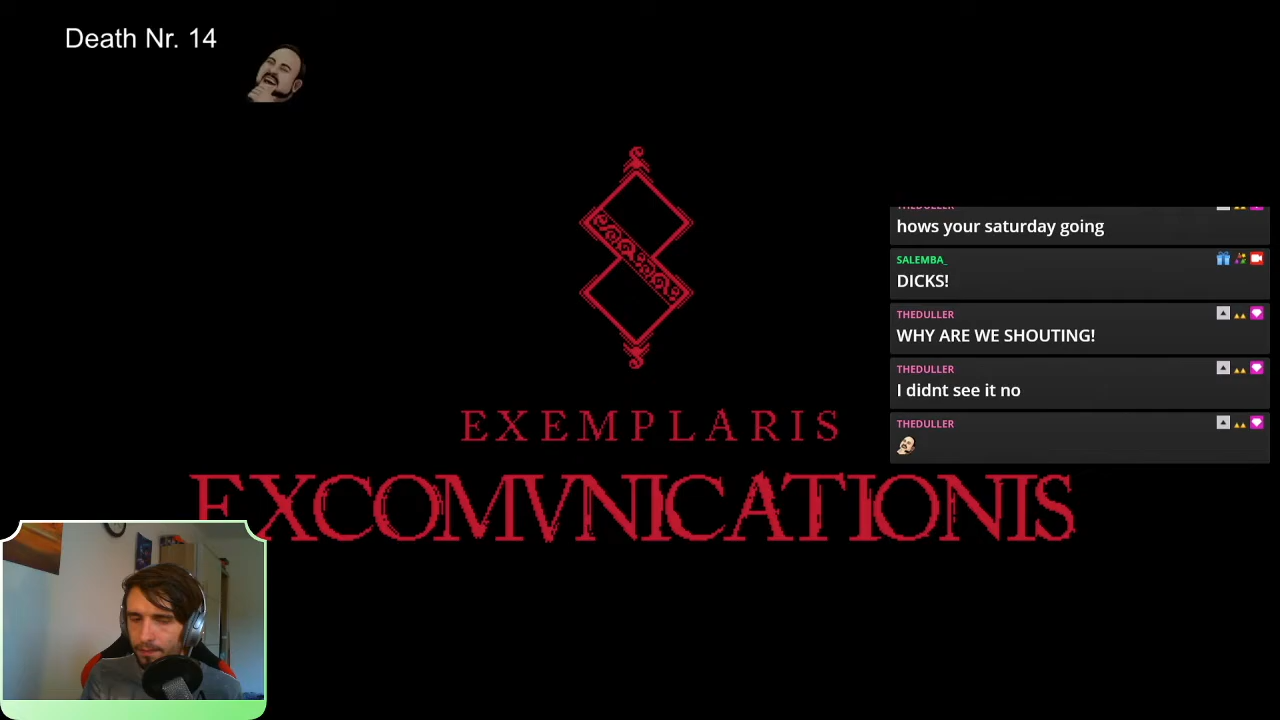 Death Nr. 14
THEDULLER
hows your saturday going
SALEMBA_
DICKS!
THEDULLER
WHY ARE WE SHOUTING!
THEDULLER
I didnt see it no
THEDULLER
EXEMPLARIS
EXCOMVNICATIONIS